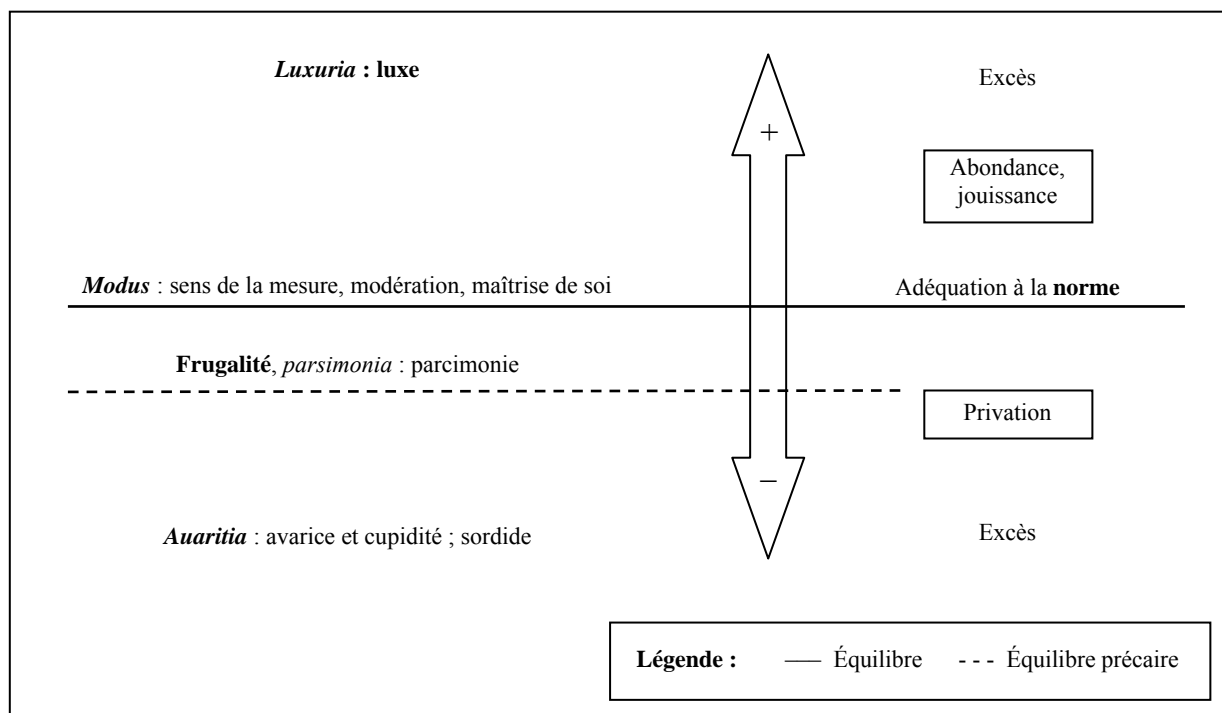 Luxuria : luxe
Excès
+
Abondance,
jouissance
Modus : sens de la mesure, modération, maîtrise de soi
Adéquation à la norme
Frugalité, parsimonia : parcimonie
Privation
–
Auaritia : avarice et cupidité ; sordide
Excès
Légende : —— Équilibre - - - Équilibre précaire